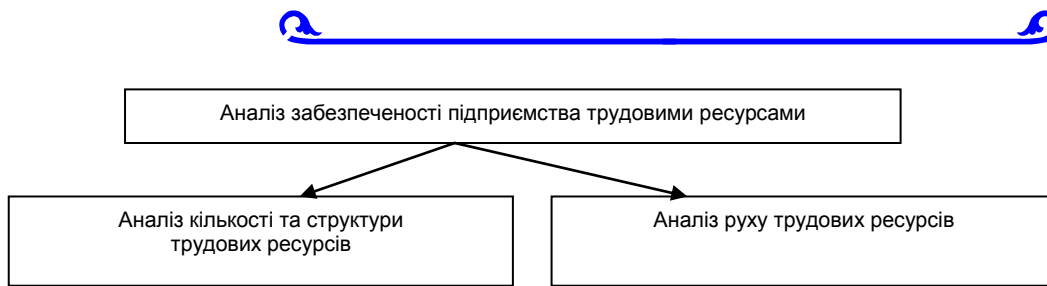 Аналіз забезпеченості підприємства трудовими ресурсами
Аналіз кількості та структури
трудових ресурсів
Аналіз руху трудових ресурсів